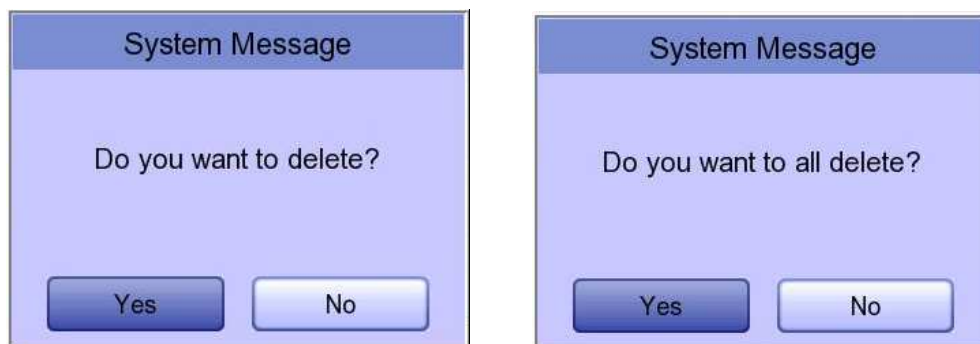 System Message
Do you want to delete?
Yes No
System Message
Do you want to all delete?
Yes No